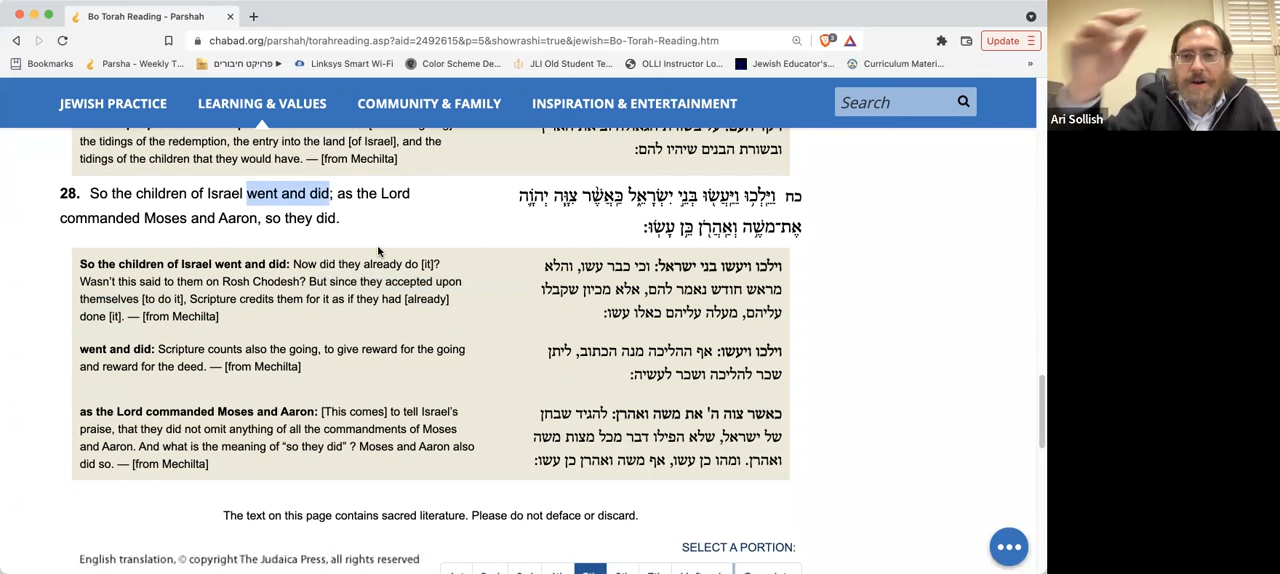 Bo Torah Reading - Parshah
chabad.org/parshah/torahreading.asp?aid=2492615&p=5&showrashi=true&jewish=Bo-Torah-Reading.htm
3
Update
Bookmarks
Parsha - Weekly T...
פרויקט חיבורים
Linksys Smart Wi-Fi
Color Scheme De...
JLI Old Student Te...
OLLI Instructor Lo...
Jewish Educator's...
Curriculum Materi...
»
JEWISH PRACTICE LEARNING & VALUES COMMUNITY & FAMILY INSPIRATION & ENTERTAINMENT
Search
Ari Sollish
the tidings of the redemption, the entry into the land [of Israel], and the
tidings of the children that they would have. — [from Mechilta]
ויקד העם: על בשורת הגאולה וביאת הארץ
ובשורת הבנים שיהיו להם:
28. So the children of Israel went and did; as the Lord
commanded Moses and Aaron, so they did.
כח וַיֵּלְכ֥וּ וַיַּעֲשׂ֖וּ בְּנֵ֣י יִשְׂרָאֵ֑ל כַּאֲשֶׁ֨ר צִוָּ֧ה יְהֹוָ֛ה
אֶת־משֶׁ֥ה וְאַהֲרֹ֖ן כֵּ֥ן עָשֽׂוּ:
So the children of Israel went and did: Now did they already do [it]?
Wasn't this said to them on Rosh Chodesh? But since they accepted upon
themselves [to do it], Scripture credits them for it as if they had [already]
done [it]. — [from Mechilta]
וילכו ויעשו בני ישראל: וכי כבר עשו, והלא
מראש חודש נאמר להם, אלא מכיון שקבלו
עליהם, מעלה עליהם כאלו עשו:
went and did: Scripture counts also the going, to give reward for the going
and reward for the deed. — [from Mechilta]
וילכו ויעשו: אף ההליכה מנה הכתוב, ליתן
שכר להליכה ושכר לעשיה:
as the Lord commanded Moses and Aaron: [This comes] to tell Israel's
praise, that they did not omit anything of all the commandments of Moses
and Aaron. And what is the meaning of "so they did" ? Moses and Aaron also
did so. — [from Mechilta]
כאשר צוה ה' את משה ואהרן: להגיד שבחן
של ישראל, שלא הפילו דבר מכל מצות משה
ואהרן. ומהו כן עשו, אף משה ואהרן כן עשו:
The text on this page contains sacred literature. Please do not deface or discard.
SELECT A PORTION:
English translation, © copyright The Judaica Press, all rights reserved